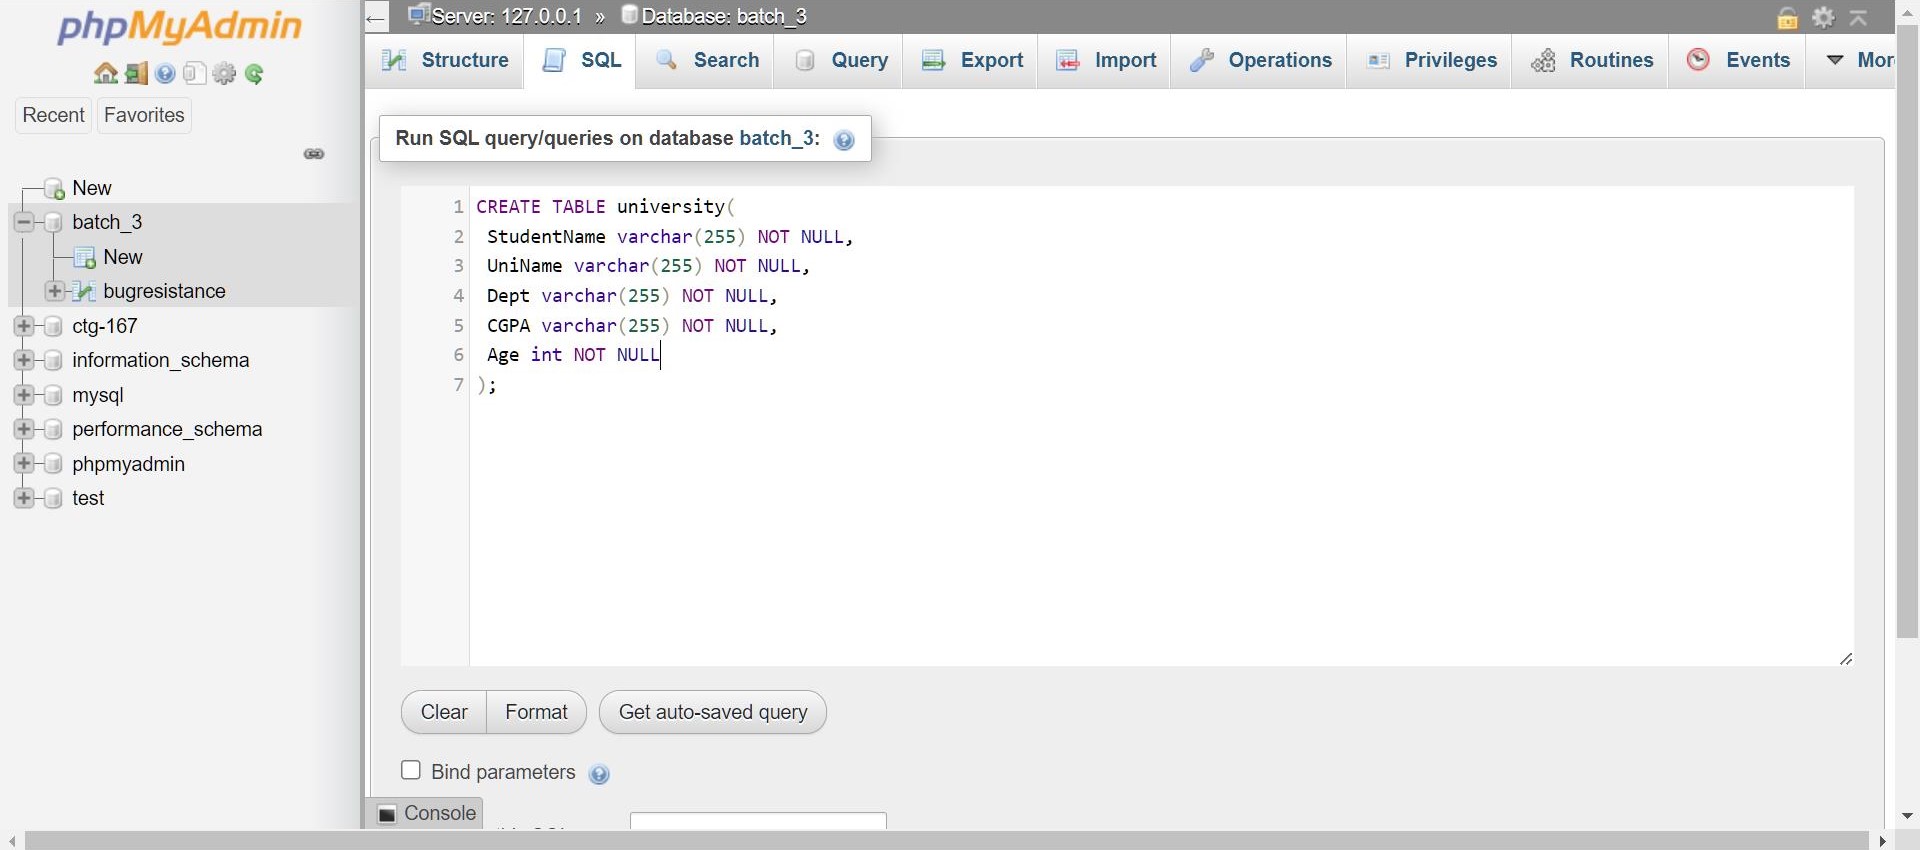 phpMyAdmin
Recent Favorites
New
batch_3
New
bugresistance
ctg-167
information_schema
mysql
performance_schema
phpmyadmin
test
← Server: 127.0.0.1 » Database: batch_3
Structure SQL Search Query Export Import Operations Privileges Routines Events Mor
Run SQL query/queries on database batch_3:
1 CREATE TABLE university(
2 StudentName varchar(255) NOT NULL,
3 UniName varchar(255) NOT NULL,
4 Dept varchar(255) NOT NULL,
5 CGPA varchar(255) NOT NULL,
6 Age int NOT NULL
7 );
Clear Format Get auto-saved query
Bind parameters
Console